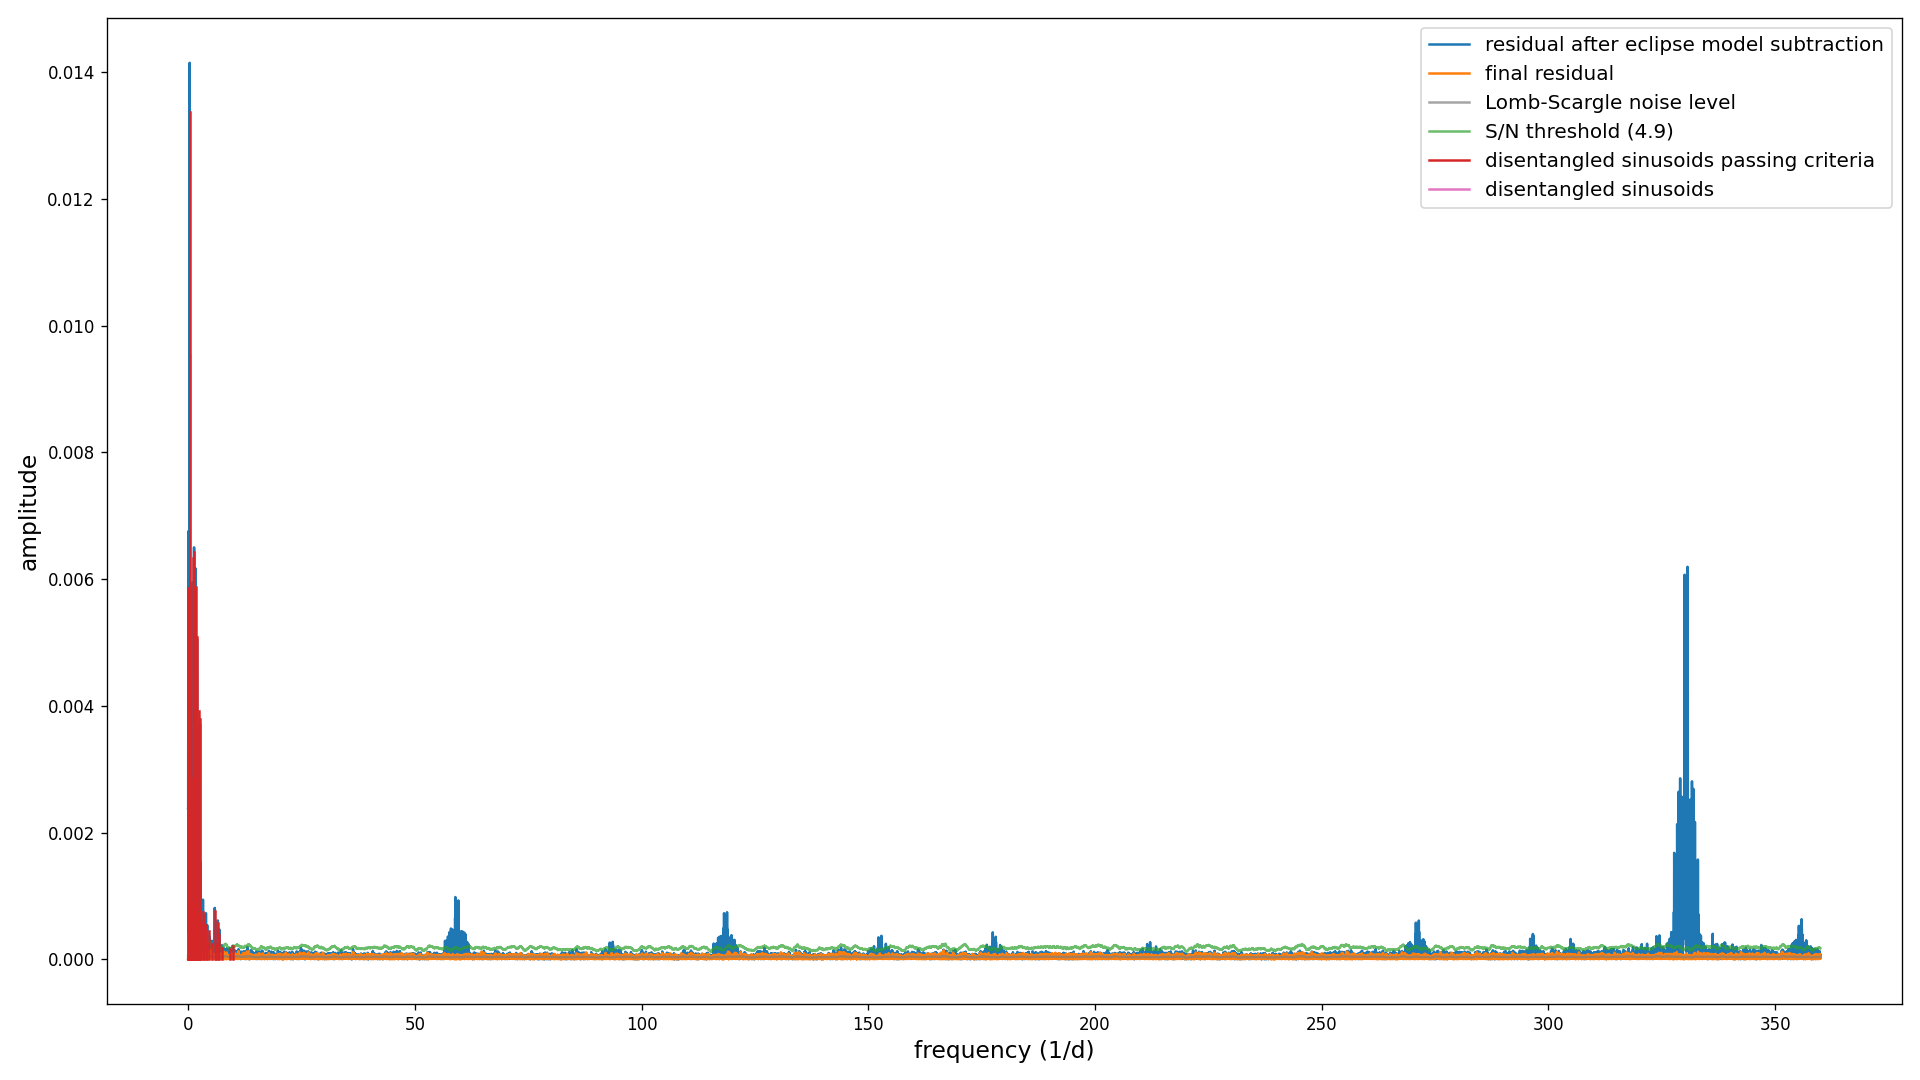 residual after eclipse model subtraction
final residual
Lomb-Scargle noise level
S/N threshold (4.9)
disentangled sinusoids passing criteria
disentangled sinusoids
0.014
0.012
0.010
0.008
0.006
0.004
0.002
0.000
amplitude
0 50 100 150 200 250 300 350
frequency (1/d)